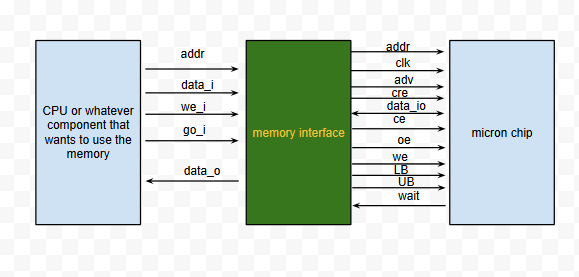 CPU or whatever
component that
wants to use the
memory
addr
data_i
we_i
go_i
data_o
memory interface
addr
clk
adv
cre
data_io
ce
oe
we
LB
UB
wait
micron chip